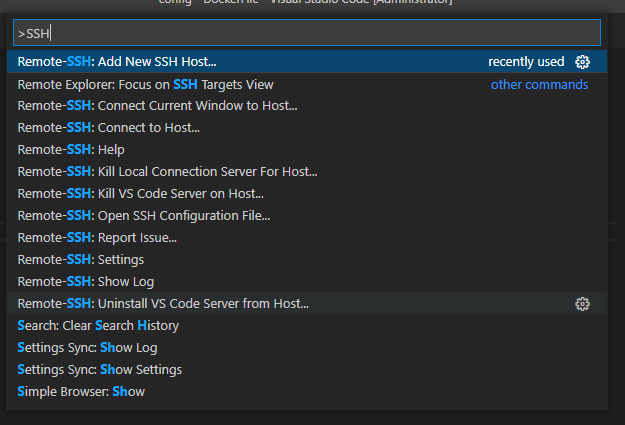 config - DockerFile - Visual Studio Code [Administrator]
>SSH
Remote-SSH: Add New SSH Host... recently used
Remote Explorer: Focus on SSH Targets View other commands
Remote-SSH: Connect Current Window to Host...
Remote-SSH: Connect to Host...
Remote-SSH: Help
Remote-SSH: Kill Local Connection Server For Host...
Remote-SSH: Kill VS Code Server on Host...
Remote-SSH: Open SSH Configuration File...
Remote-SSH: Report Issue...
Remote-SSH: Settings
Remote-SSH: Show Log
Remote-SSH: Uninstall VS Code Server from Host...
Search: Clear Search History
Settings Sync: Show Log
Settings Sync: Show Settings
Simple Browser: Show